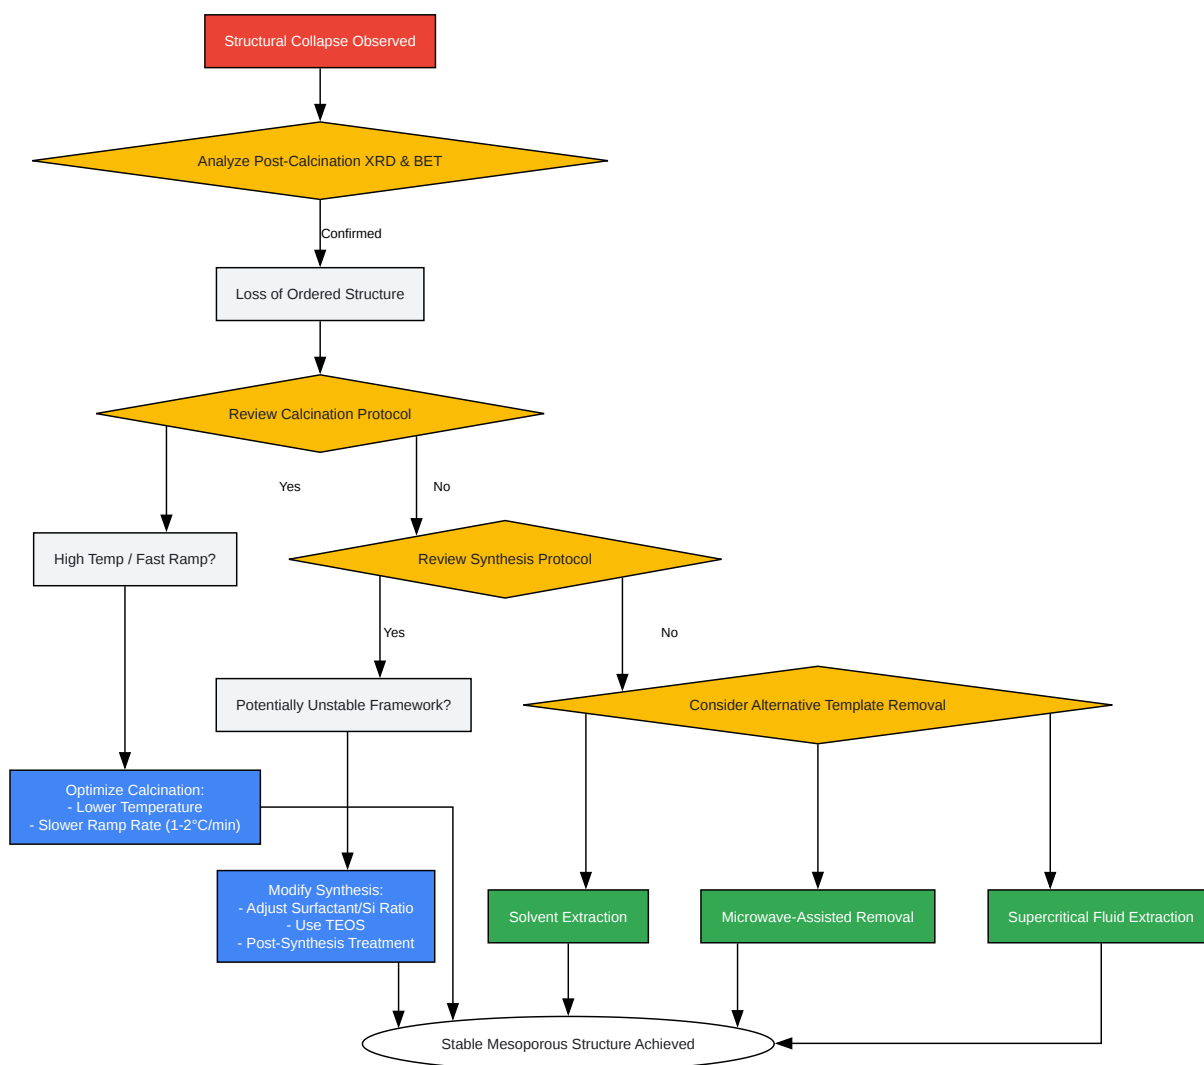 Structural Collapse Observed
Analyze Post-Calcination XRD & BET
Confirmed
Loss of Ordered Structure
Review Calcination Protocol
Yes
No
High Temp / Fast Ramp?
Review Synthesis Protocol
Yes
No
Potentially Unstable Framework?
Consider Alternative Template Removal
Optimize Calcination:
- Lower Temperature
- Slower Ramp Rate (1-2°C/min)
Modify Synthesis:
- Adjust Surfactant/Si Ratio
- Use TEOS
- Post-Synthesis Treatment
Solvent Extraction
Microwave-Assisted Removal
Supercritical Fluid Extraction
Stable Mesoporous Structure Achieved